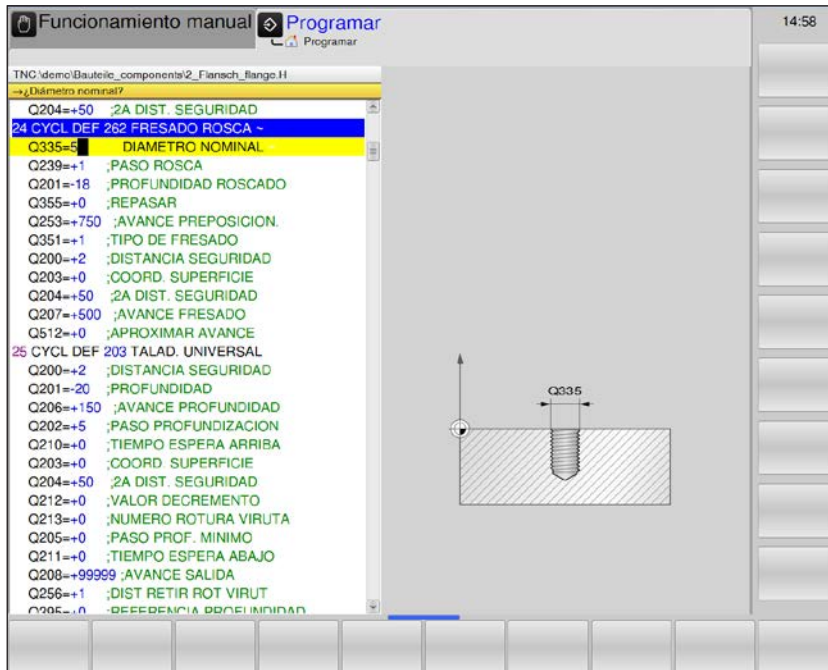 Funcionamiento manual
Programar
Programar
14:58
TNC:\demo\Bauteile_components\2_Flansch_flange.H
→¿Diámetro nominal?
Q204=+50 ;2A DIST. SEGURIDAD
24 CYCL DEF 262 FRESADO ROSCA ~
Q335=5 DIAMETRO NOMINAL ~
Q239=+1 ;PASO ROSCA
Q201=-18 ;PROFUNDIDAD ROSCADO
Q355=+0 ;REPASAR
Q253=+750 ;AVANCE PREPOSICION.
Q351=+1 ;TIPO DE FRESADO
Q200=+2 ;DISTANCIA SEGURIDAD
Q203=+0 ;COORD. SUPERFICIE
Q204=+50 ;2A DIST. SEGURIDAD
Q207=+500 ;AVANCE FRESADO
Q512=+0 ;APROXIMAR AVANCE
25 CYCL DEF 203 TALAD. UNIVERSAL
Q200=+2 ;DISTANCIA SEGURIDAD
Q201=-20 ;PROFUNDIDAD
Q206=+150 ;AVANCE PROFUNDIDAD
Q202=+5 ;PASO PROFUNDIZACION
Q210=+0 ;TIEMPO ESPERA ARRIBA
Q203=+0 ;COORD. SUPERFICIE
Q204=+50 ;2A DIST. SEGURIDAD
Q212=+0 ;VALOR DECREMENTO
Q213=+0 ;NUMERO ROTURA VIRUTA
Q205=+0 ;PASO PROF. MINIMO
Q211=+0 ;TIEMPO ESPERA ABAJO
Q208=+99999 ;AVANCE SALIDA
Q256=+1 ;DIST RETIR ROT VIRUT
Q395=+0 ;REFERENCIA PROFUNDIDAD
Q335